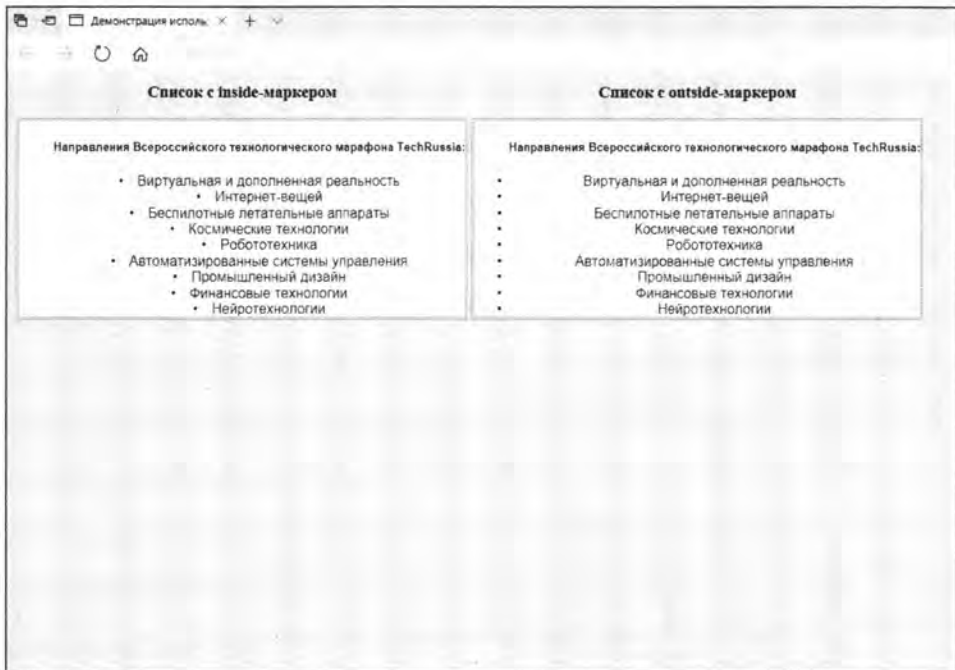 Демонстрация исполь
Список с inside-маркером
Направления Всероссийского технологического марафона TechRussia:
• Виртуальная и дополненная реальность
• Интернет-вещей
• Беспилотные летательные аппараты
• Космические технологии
• Робототехника
• Автоматизированные системы управления
• Промышленный дизайн
• Финансовые технологии
• Нейротехнологии
Список с outside-маркером
Направления Всероссийского технологического марафона TechRussia:
• Виртуальная и дополненная реальность
• Интернет-вещей
• Беспилотные летательные аппараты
• Космические технологии
• Робототехника
• Автоматизированные системы управления
• Промышленный дизайн
• Финансовые технологии
• Нейротехнологии